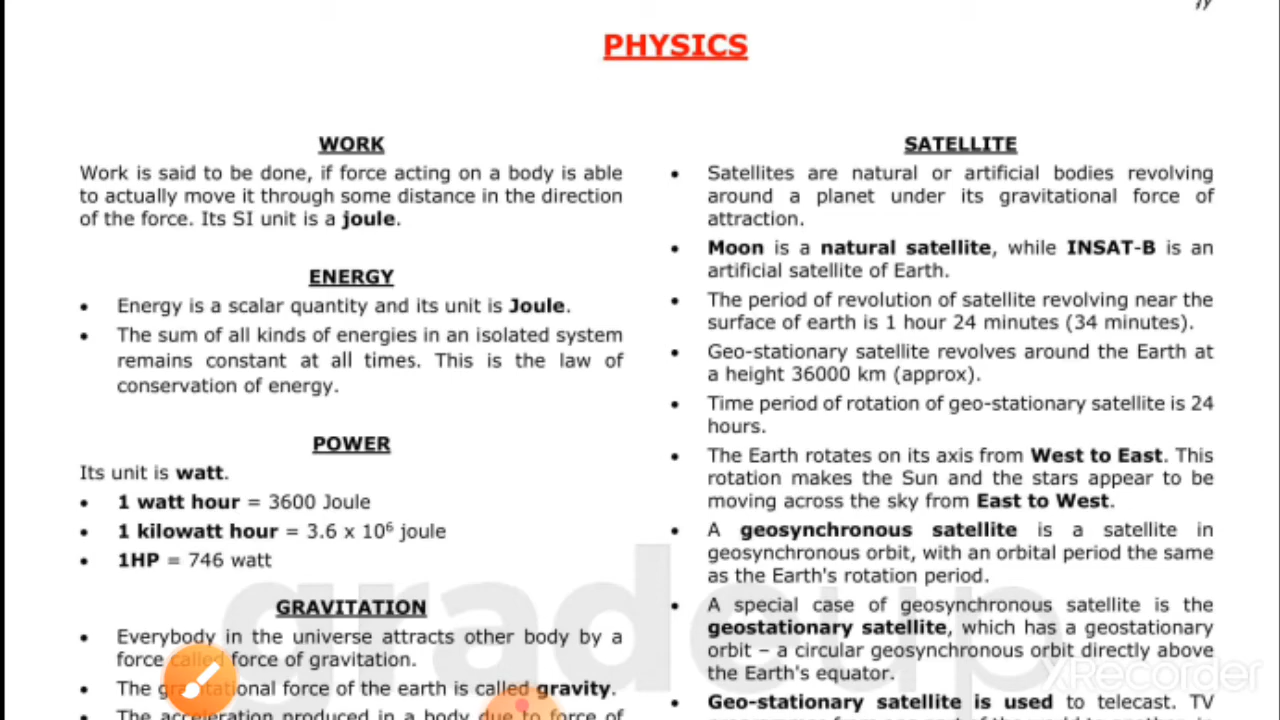 PHYSICS
WORK
Work is said to be done, if force acting on a body is able
to actually move it through some distance in the direction
of the force. Its SI unit is a joule.
ENERGY
• Energy is a scalar quantity and its unit is Joule.
• The sum of all kinds of energies in an isolated system
remains constant at all times. This is the law of
conservation of energy.
POWER
Its unit is watt.
• 1 watt hour = 3600 Joule
• 1 kilowatt hour = 3.6 x 10⁶ joule
• 1HP = 746 watt
GRAVITATION
• Everybody in the universe attracts other body by a
force called force of gravitation.
• The gravitational force of the earth is called gravity.
• The acceleration produced in a body due to force of
SATELLITE
• Satellites are natural or artificial bodies revolving
around a planet under its gravitational force of
attraction.
• Moon is a natural satellite, while INSAT-B is an
artificial satellite of Earth.
• The period of revolution of satellite revolving near the
surface of earth is 1 hour 24 minutes (34 minutes).
• Geo-stationary satellite revolves around the Earth at
a height 36000 km (approx).
• Time period of rotation of geo-stationary satellite is 24
hours.
• The Earth rotates on its axis from West to East. This
rotation makes the Sun and the stars appear to be
moving across the sky from East to West.
• A geosynchronous satellite is a satellite in
geosynchronous orbit, with an orbital period the same
as the Earth's rotation period.
• A special case of geosynchronous satellite is the
geostationary satellite, which has a geostationary
orbit – a circular geosynchronous orbit directly above
the Earth's equator.
• Geo-stationary satellite is used to telecast. TV
gradeup
XRecorder